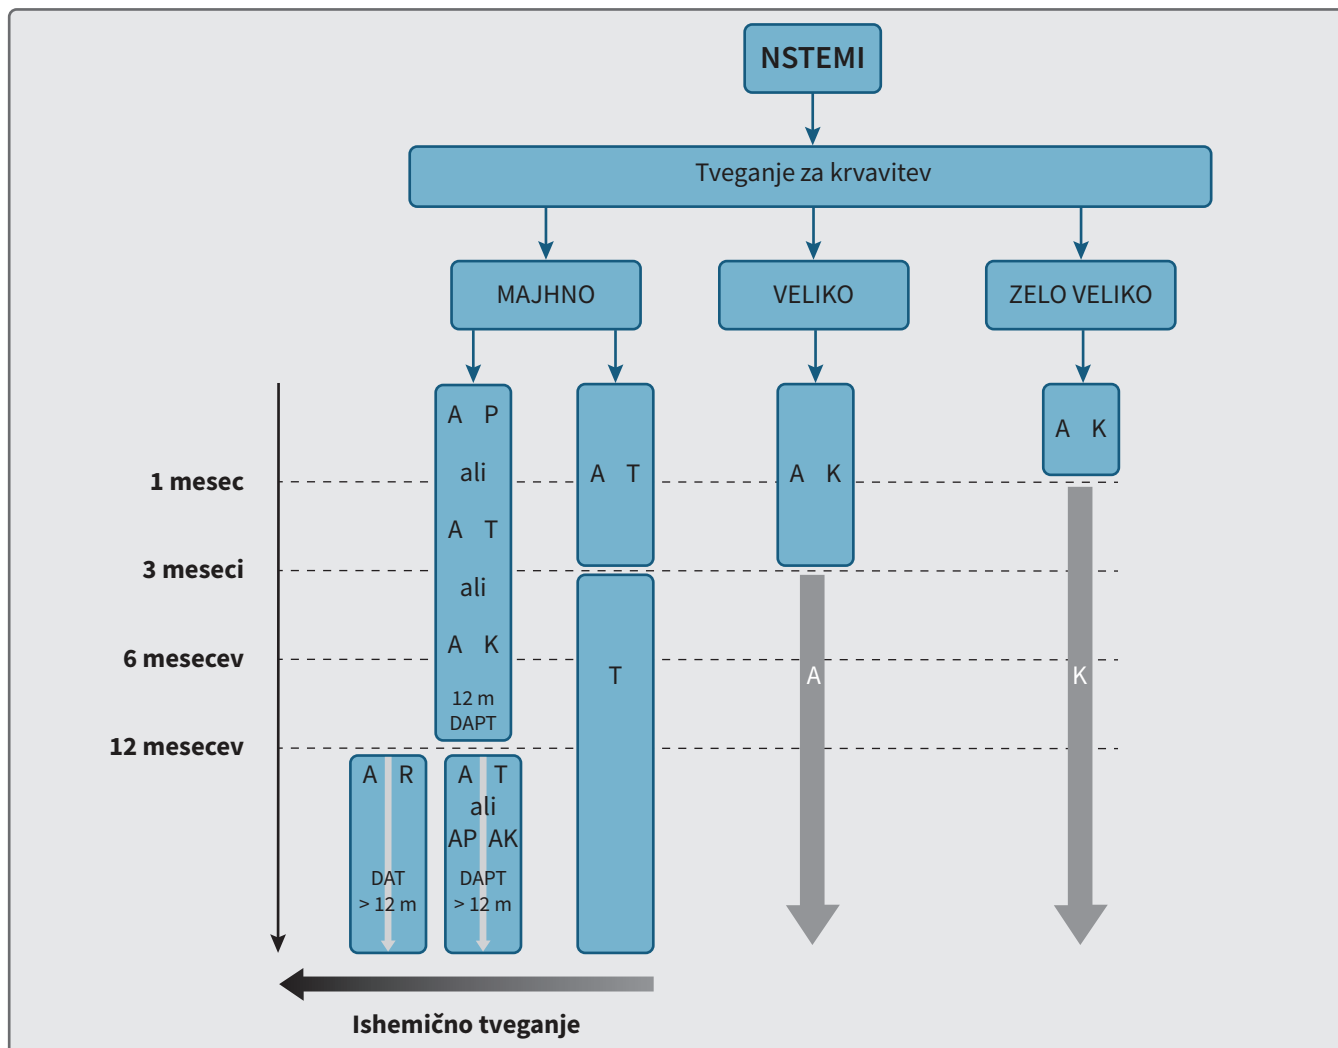 NSTEMI
Tveganje za krvavitev
MAJHNO
VELIKO
ZELO VELIKO
A P
ali
A T
ali
A K
12 m
DAPT
A T
A K
A K
1 mesec
3 meseci
6 mesecev
12 mesecev
T
A
K
A R
DAT
> 12 m
A T
ali
AP AK
DAPT
> 12 m
Ishemično tveganje